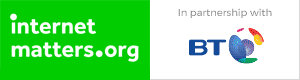 internet
matters.org
In partnership with
BT